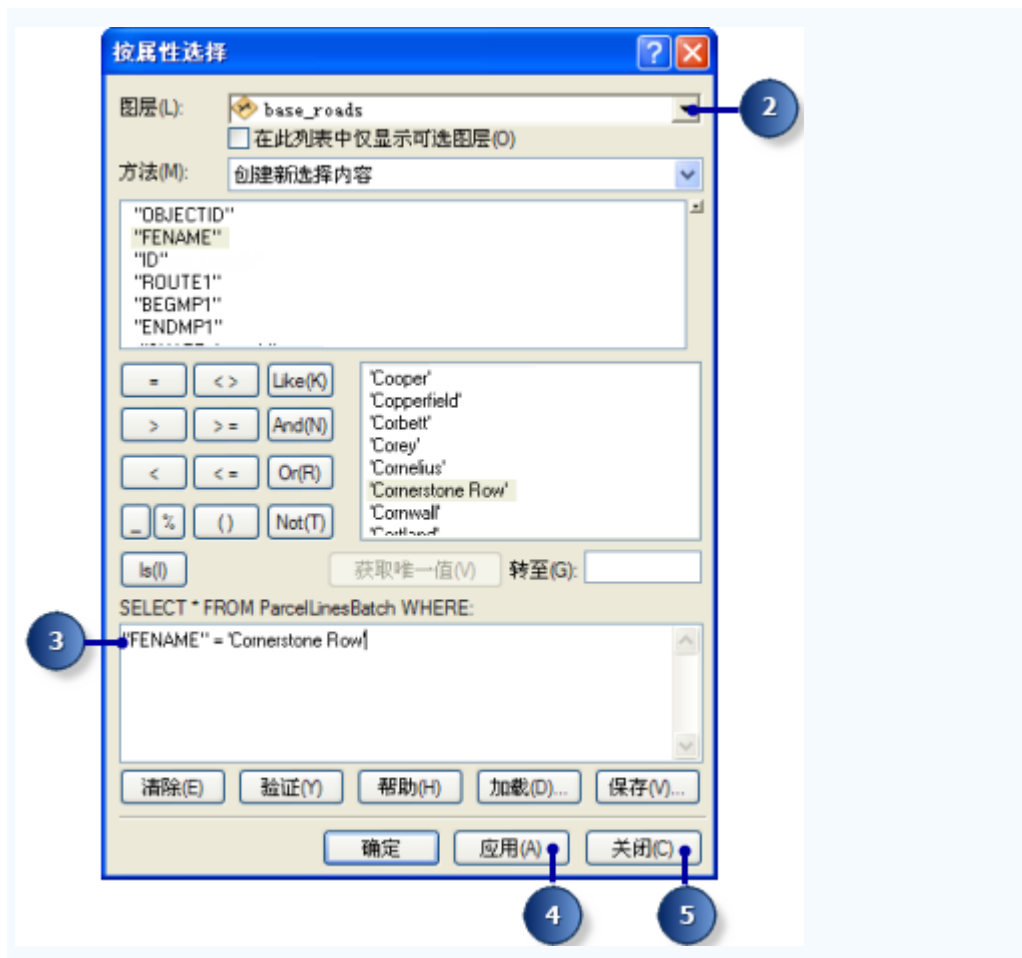 按属性选择
图层(L): base_roads
2
在此列表中仅显示可选图层(O)
方法(M): 创建新选择内容
"OBJECTID"
"FENAME"
"ID"
"ROUTE1"
"BEGMP1"
"ENDMP1"
= < > Like(K)
> > = And(N)
< < = Or(R)
_ % () Not(T)
Is(I)
'Cooper'
'Copperfield'
'Corbett'
'Corey'
'Cornelius'
'Cornerstone Row'
'Cornwall'
'Cortland'
获取唯一值(V) 转至(G):
SELECT * FROM ParcelLinesBatch WHERE:
3
"FENAME" = 'Cornerstone Row'
清除(E) 验证(Y) 帮助(H) 加载(D)... 保存(V)...
确定 应用(A) 关闭(C)
4 5